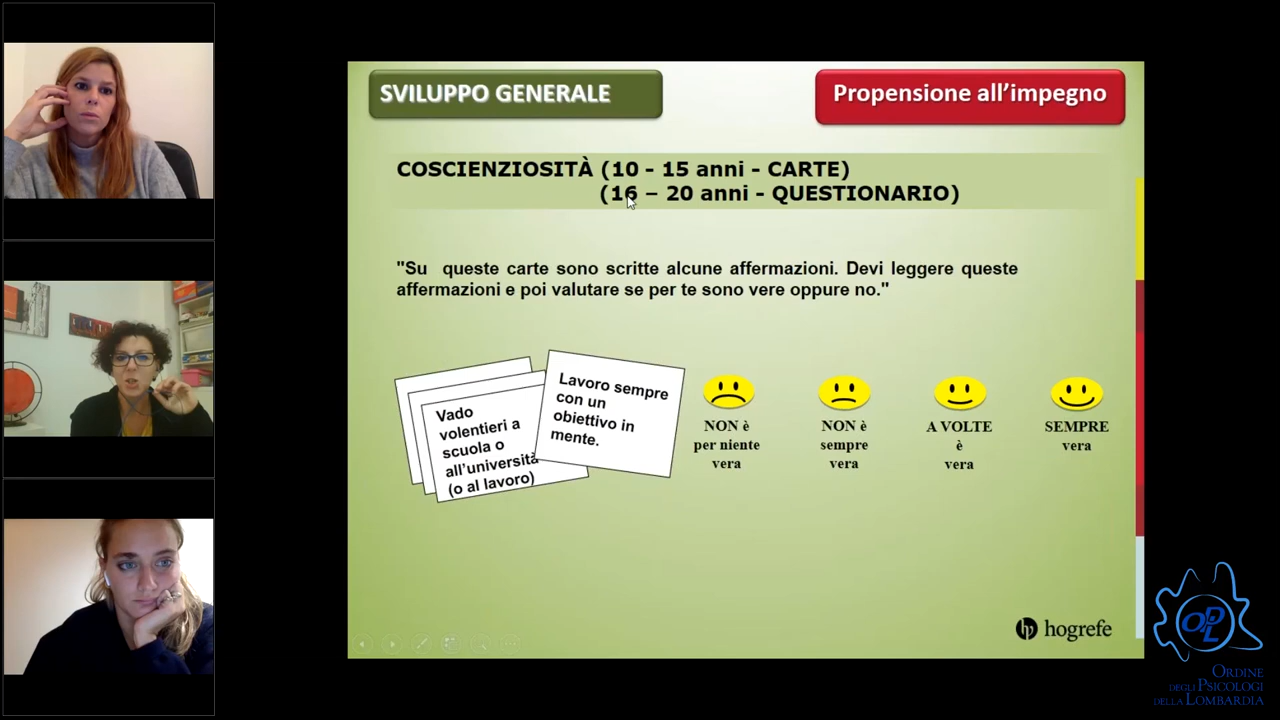 SVILUPPO GENERALE
Propensione all'impegno
COSCIENZIOSITÀ (10 - 15 anni - CARTE)
(16 – 20 anni - QUESTIONARIO)
"Su queste carte sono scritte alcune affermazioni. Devi leggere queste
affermazioni e poi valutare se per te sono vere oppure no."
Vado
volentieri a
scuola o
all'università
(o al lavoro)
Lavoro sempre
con un
obiettivo in
mente.
NON è
per niente
vera
NON è
sempre
vera
A VOLTE
è
vera
SEMPRE
vera
hp hogrefe
OPL
ORDINE
DEGLI PSICOLOGI
DELLA LOMBARDIA